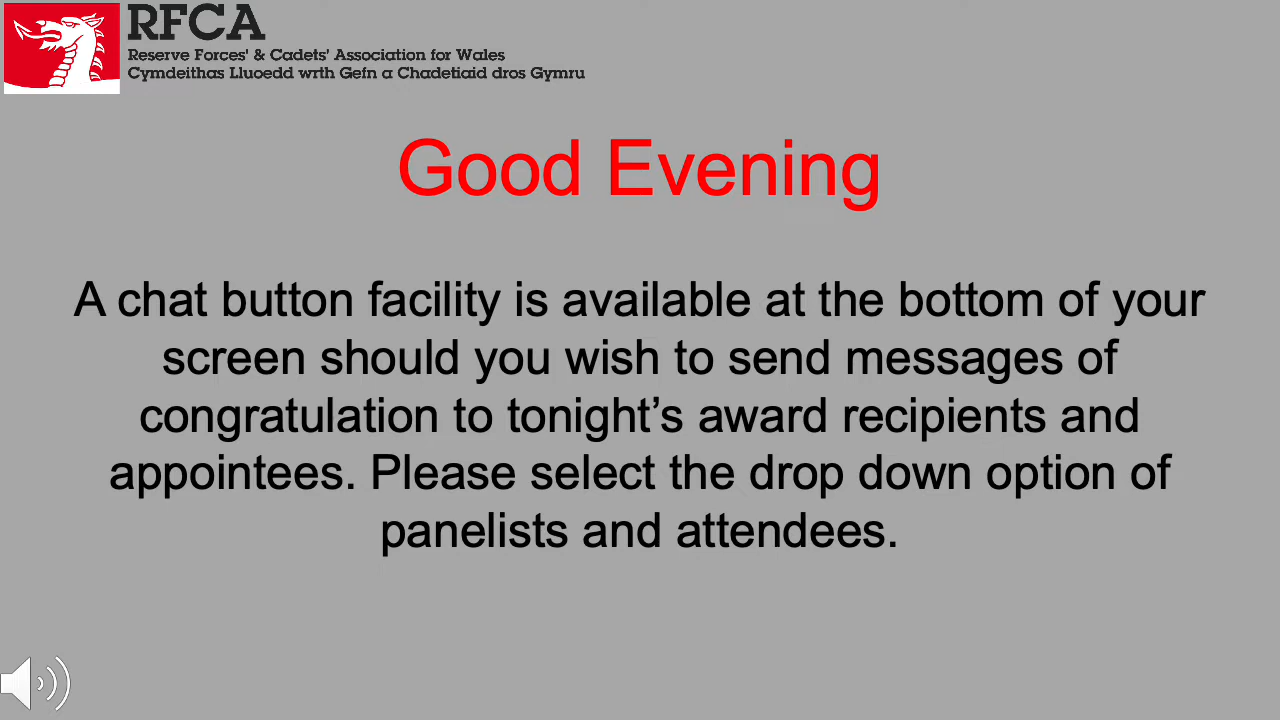 RFCA
Reserve Forces' & Cadets' Association for Wales
Cymdeithas Lluoedd wrth Gefn a Chadetiaid dros Gymru
Good Evening
A chat button facility is available at the bottom of your
screen should you wish to send messages of
congratulation to tonight’s award recipients and
appointees. Please select the drop down option of
panelists and attendees.